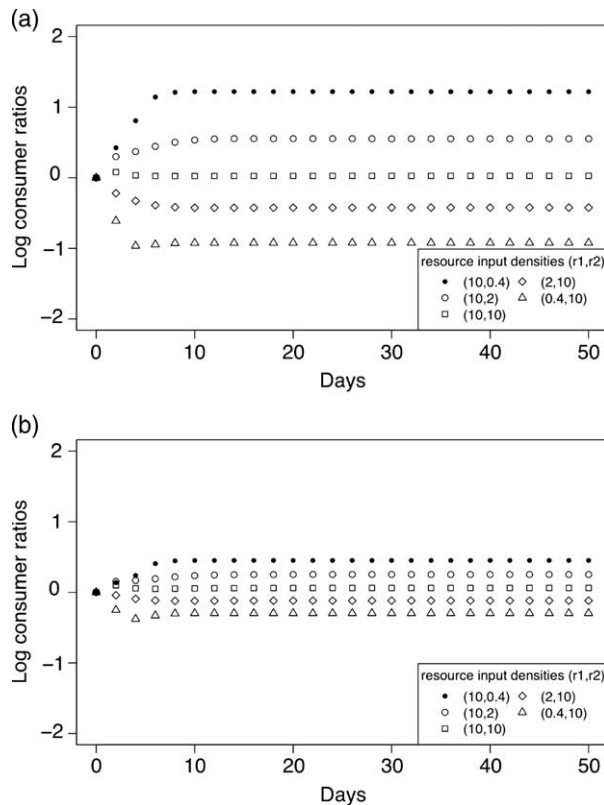 (a)
2
1
0
−1
−2
Log consumer ratios
resource input densities (r1,r2)
(10,0.4) (2,10)
(10,2) (0.4,10)
(10,10)
0 10 20 30 40 50
Days
(b)
2
1
0
−1
−2
Log consumer ratios
resource input densities (r1,r2)
(10,0.4) (2,10)
(10,2) (0.4,10)
(10,10)
0 10 20 30 40 50
Days